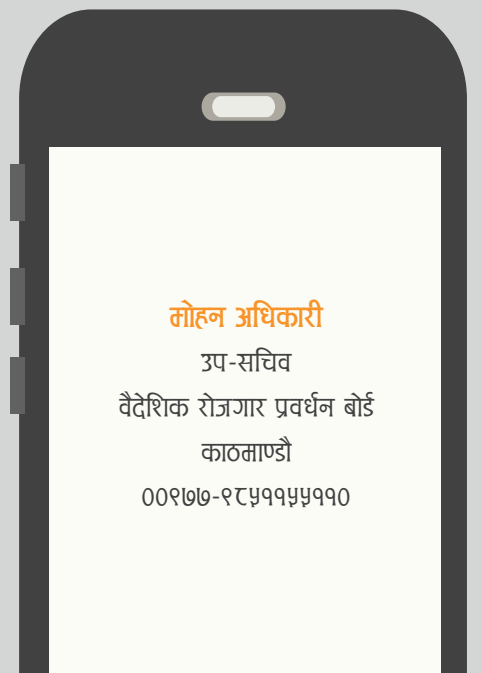 मोहन अधिकारी
उप-सचिव
वैदेशिक रोजगार प्रवर्धन बोर्ड
काठमाण्डौ
००९७७-९८५११५५११०